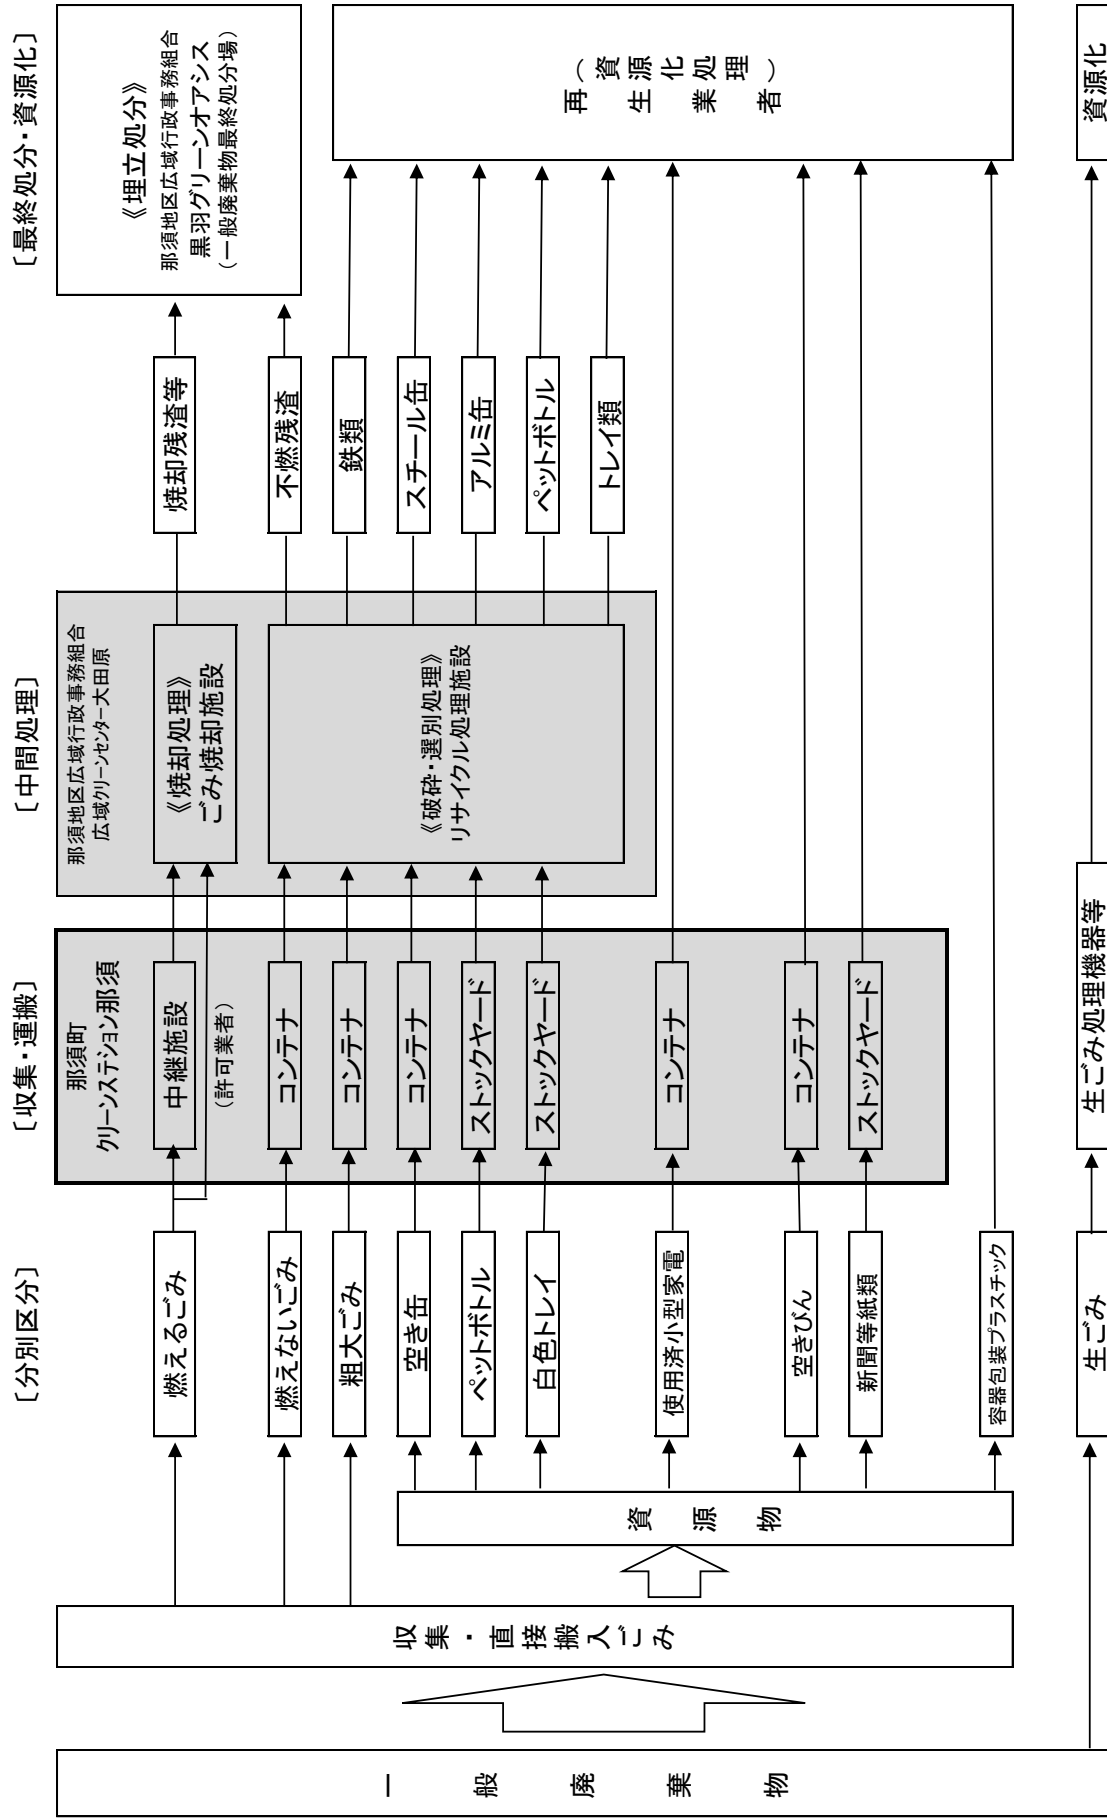 〔分別区分〕
〔収集・運搬〕
〔中間処理〕
〔最終処分・資源化〕
一般廃棄物
収集・直接搬入ごみ
資源物
燃えるごみ
燃えないごみ
粗大ごみ
空き缶
ペットボトル
白色トレイ
使用済小型家電
空きびん
新聞等紙類
容器包装プラスチック
生ごみ
那須町
クリーンステション那須
中継施設
(許可業者)
コンテナ
コンテナ
コンテナ
ストックヤード
ストックヤード
コンテナ
コンテナ
ストックヤード
生ごみ処理機器等
那須地区広域行政事務組合
広域クリーンセンター大田原
《焼却処理》
ごみ焼却施設
《破砕・選別処理》
リサイクル処理施設
焼却残渣等
不燃残渣
鉄類
スチール缶
アルミ缶
ペットボトル
トレイ類
《埋立処分》
那須地区広域行政事務組合
黒羽グリーンオアシス
(一般廃棄物最終処分場)
再生業者
(資源化処理)
資源化